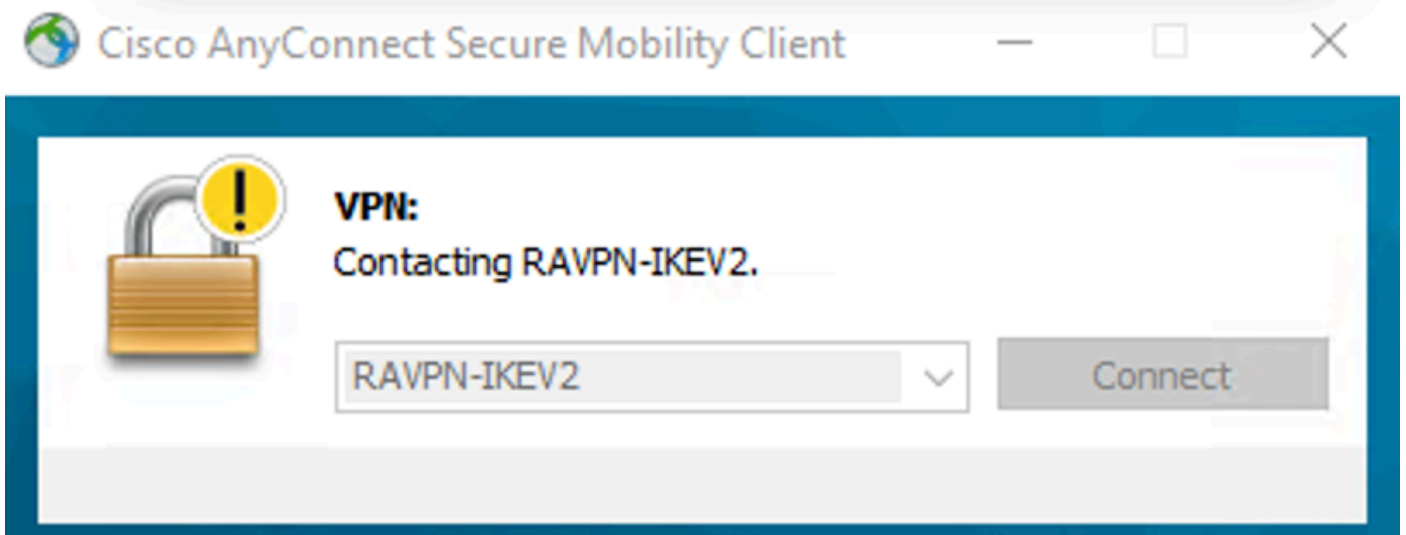 Cisco AnyConnect Secure Mobility Client
VPN:
Contacting RAVPN-IKEV2.
RAVPN-IKEV2
Connect